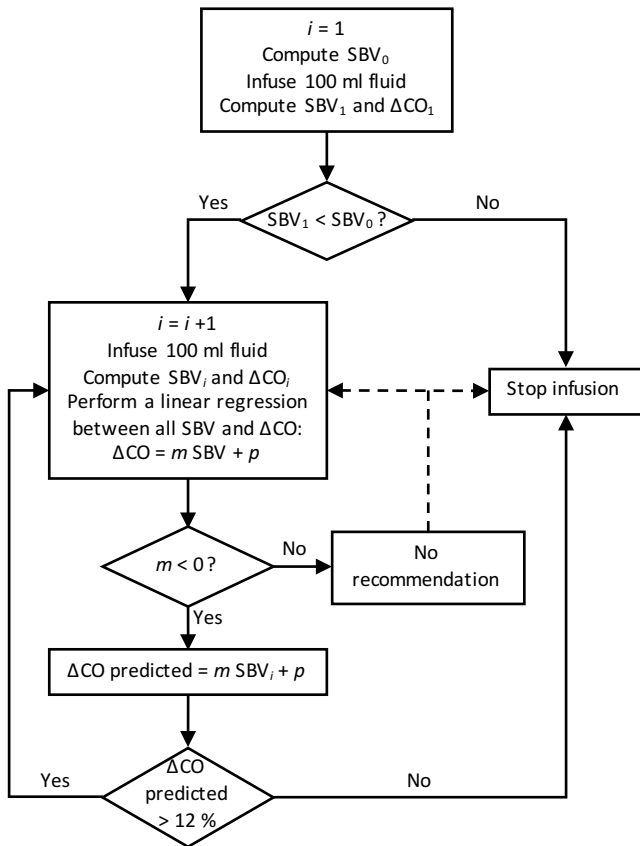 i = 1
Compute SBV₀
Infuse 100 ml fluid
Compute SBV₁ and ΔCO₁
Yes
SBV₁ < SBV₀ ?
No
i = i +1
Infuse 100 ml fluid
Compute SBVᵢ and ΔCOᵢ
Perform a linear regression
between all SBV and ΔCO:
ΔCO = m SBV + p
Stop infusion
m < 0 ?
No
No
recommendation
Yes
ΔCO predicted = m SBVᵢ + p
Yes
ΔCO
predicted
> 12 %
No